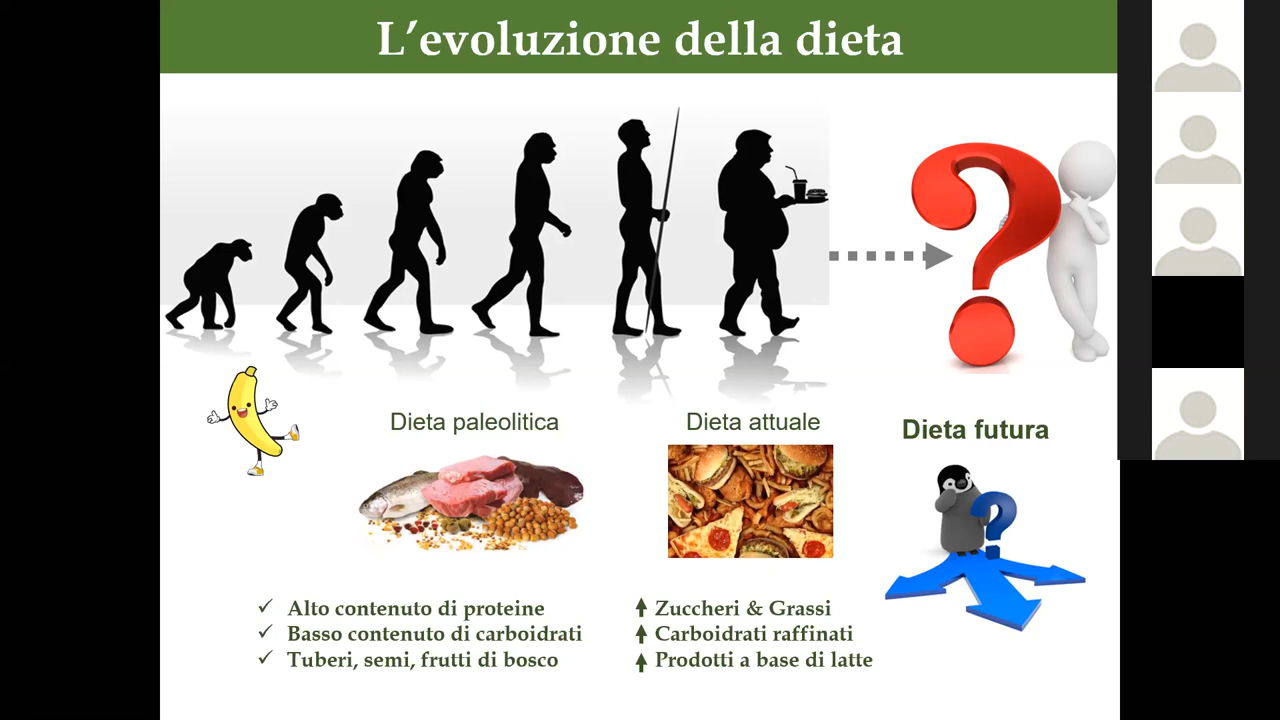 L’evoluzione della dieta
Dieta paleolitica
Dieta attuale
Dieta futura
Alto contenuto di proteine
Basso contenuto di carboidrati
Tuberi, semi, frutti di bosco
Zuccheri & Grassi
Carboidrati raffinati
Prodotti a base di latte